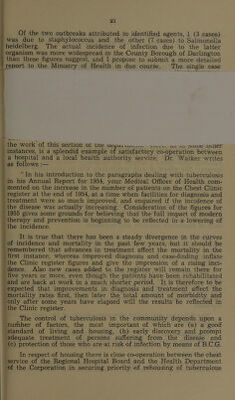 21
Of the two outbreaks attributed to identified agents, 1 (3 cases)
was due to staphylococcus and the other (7 cases) to Salmonella
heidelberg. The actual incidence of infection due to the latter
organism was more widespread in the County Borough of Darlington
than these figures suggest, and I propose to submit a more detailed
report to the Ministry of Health in due course. The single case
the work of this section of the
instances, is a splendid example of satisfactory co-operation between
a hospital and a local health authority service. Dr. Walker writes
as follows :—
" In his introduction to the paragraphs dealing with tuberculosis
in his Annual Report for 1954, your Medical Officer of Health com-
mented on the increase in the number of patients on the Chest Clinic
register at the end of 1954, at a time when facilities for diagnosis and
treatment were so much improved, and enquired if the incidence of
the disease was actually increasing. Consideration of the figures for
1955 gives some grounds for believing that the full impact of modern
therapy and prevention is beginning to be reflected in a lowering of
the incidence.
It is true that there has been a steady divergence in the curves
of incidence and mortality in the past few years, but it should be
remembered that advances in treatment affect the mortality in the
first instance, whereas improved diagnosis and case-finding inflate
the Clinic register figures and give the impression of a rising inci-
dence. Also new cases added to the register will remain there for
five years or more, even though the patients have been rehabilitated
and are back at work in a much shorter period. It is therefore to be
expected that improvements in diagnosis and treatment affect the
mortality rates first, then later the total amount of morbidity and
only after some years have elapsed will the results be reflected in
the Clinic register.
The control of tuberculosis in the community depends upon a
number of factors, the most important of which are (a) a good
standard of living and housing, (b) early discovery and prompt
adequate treatment of persons suffering from the disease and
(c) protection of those who are at risk of infection by means of B.C.G.
In respect of housing there is close co-operation between the chest
service of the Regional Hospital Board and the Health Department
of the Corporation in securing priority of rehousing of tuberculous